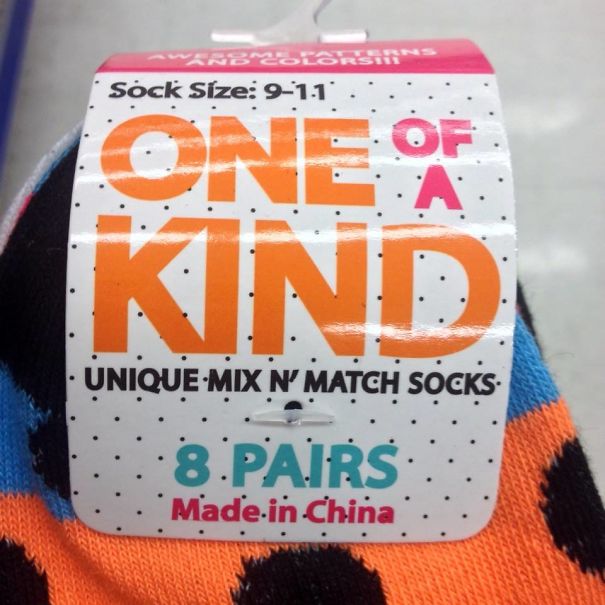 AWESOME PATTERNS
AND COLORS!!!
Sock Size: 9-11
ONE OF
A
KIND
UNIQUE MIX N' MATCH SOCKS
8 PAIRS
Made in China